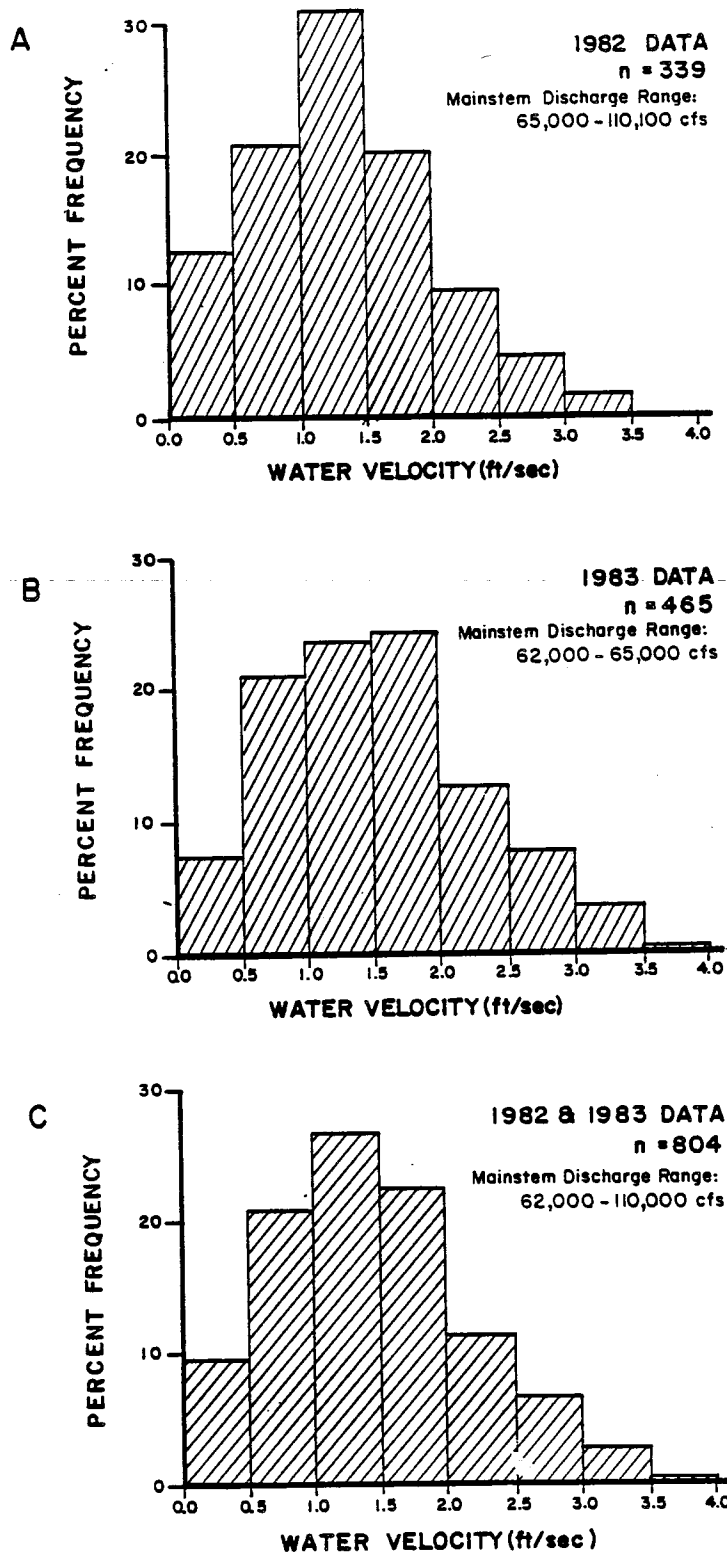 A
1982 DATA
n = 339
Mainstem Discharge Range:
65,000 - 110,100 cfs
PERCENT FREQUENCY
30
20
10
0
0.0 0.5 1.0 1.5 2.0 2.5 3.0 3.5 4.0
WATER VELOCITY (ft/sec)
B
1983 DATA
n = 465
Mainstem Discharge Range:
62,000 - 65,000 cfs
PERCENT FREQUENCY
30
20
10
0
0.0 0.5 1.0 1.5 2.0 2.5 3.0 3.5 4.0
WATER VELOCITY (ft/sec)
C
1982 & 1983 DATA
n = 804
Mainstem Discharge Range:
62,000 - 110,000 cfs
PERCENT FREQUENCY
30
20
10
0
0.0 0.5 1.0 1.5 2.0 2.5 3.0 3.5 4.0
WATER VELOCITY (ft/sec)